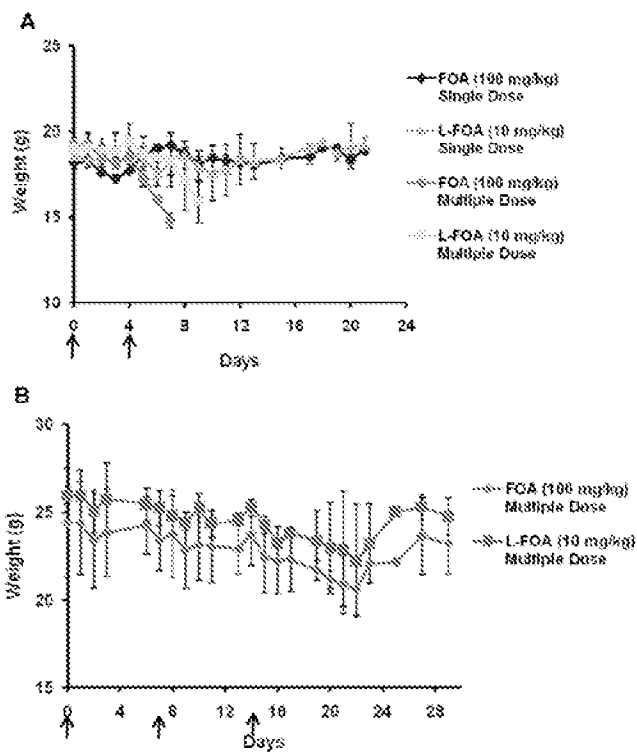 A
25
20
15
10
0 4 8 12 16 20 24
Weight (g)
Days
FOA (100 mg/kg)
Single Dose
L-FOA (10 mg/kg)
Single Dose
FOA (100 mg/kg)
Multiple Dose
L-FOA (10 mg/kg)
Multiple Dose
B
30
25
20
15
0 4 8 12 16 20 24 28
Weight (g)
Days
FOA (100 mg/kg)
Multiple Dose
L-FOA (10 mg/kg)
Multiple Dose